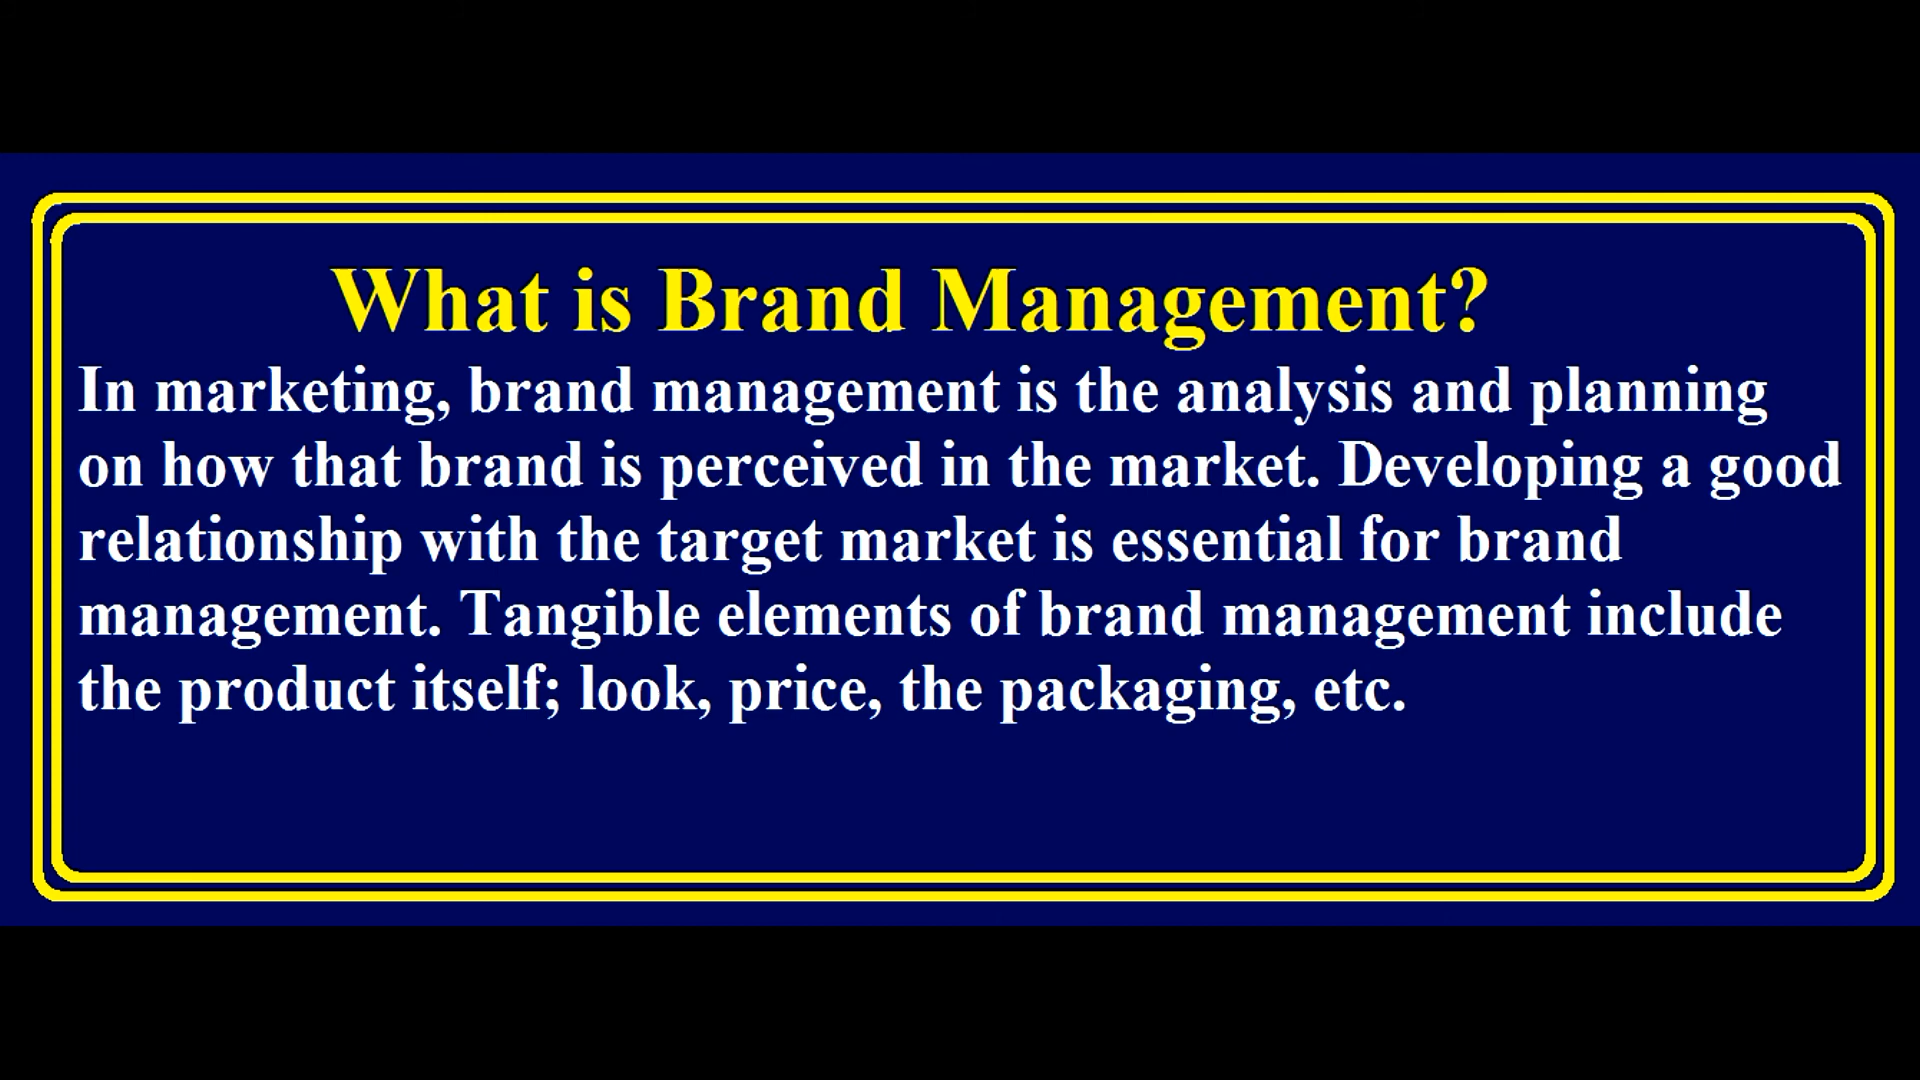 What is Brand Management?
In marketing, brand management is the analysis and planning
on how that brand is perceived in the market. Developing a good
relationship with the target market is essential for brand
management. Tangible elements of brand management include
the product itself; look, price, the packaging, etc.